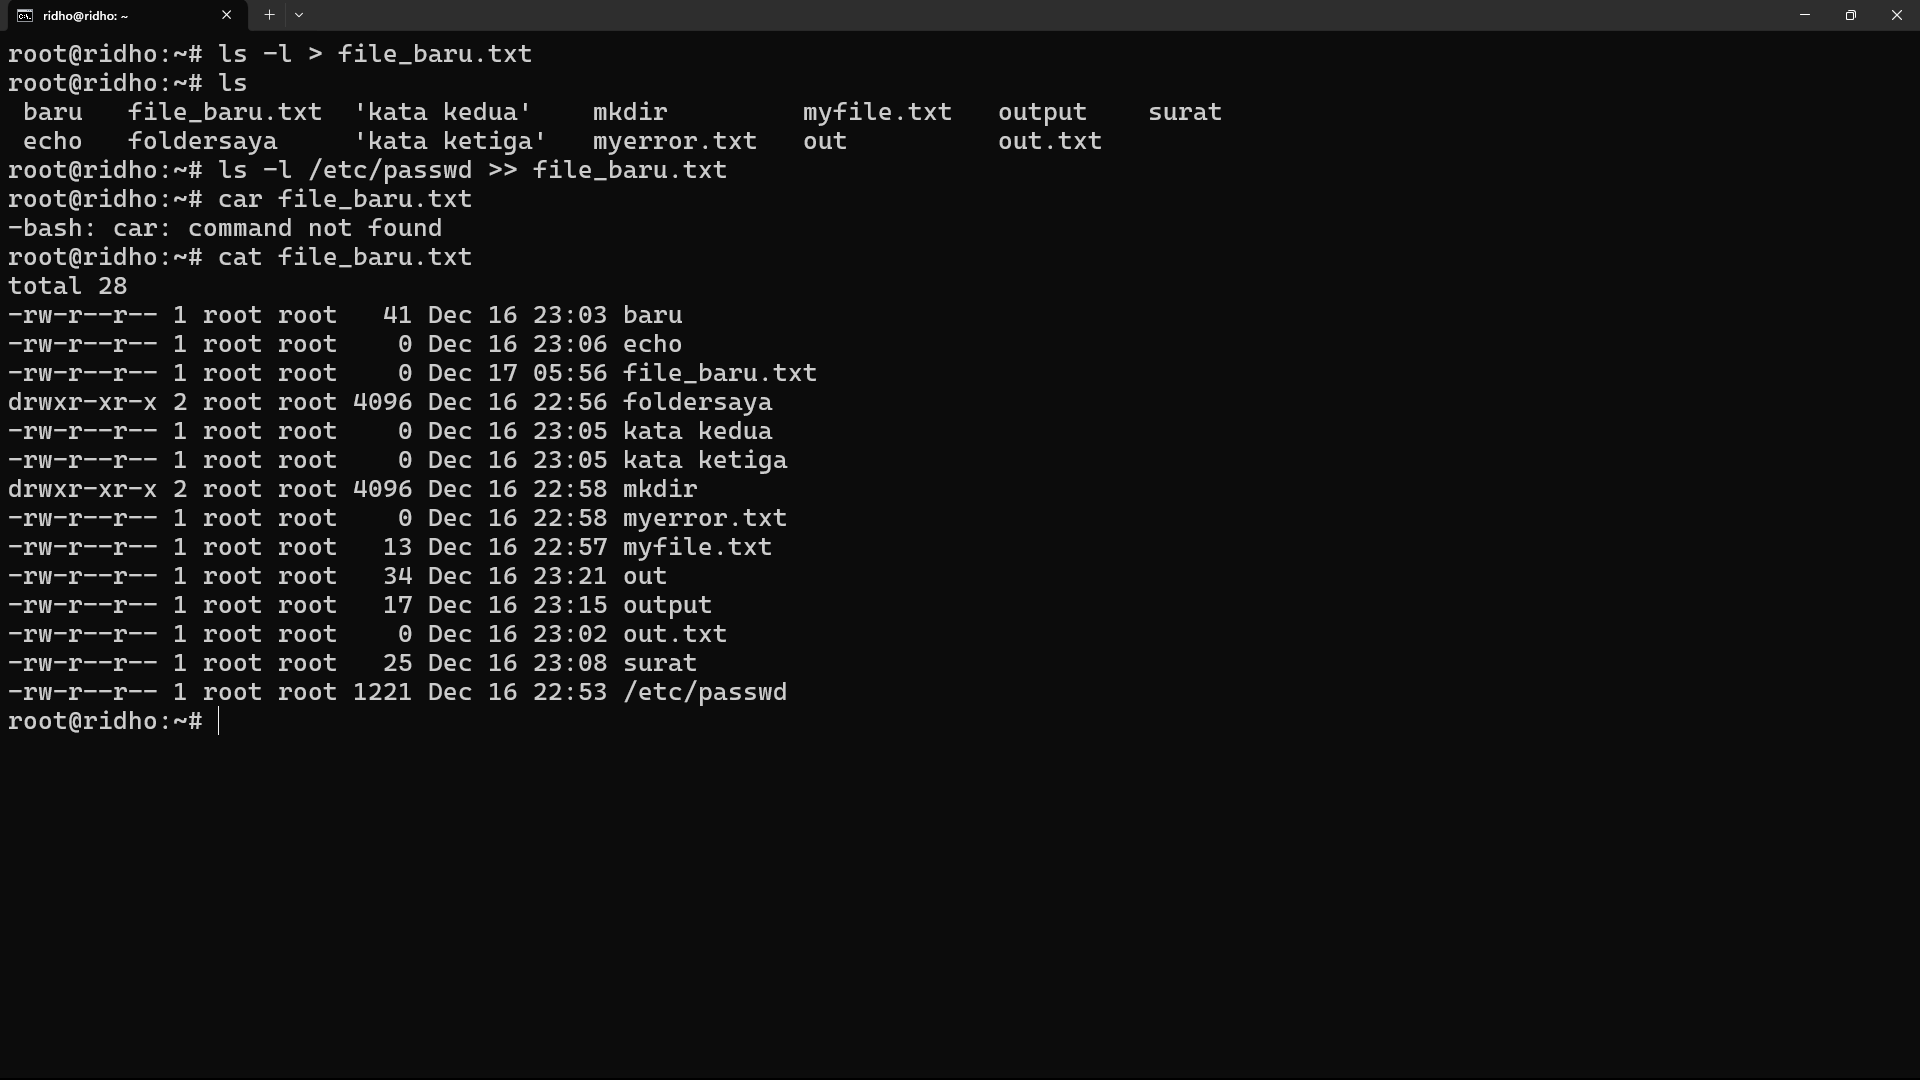 ridho@ridho: ~
root@ridho:~# ls -l > file_baru.txt
root@ridho:~# ls
 baru   file_baru.txt  'kata kedua'    mkdir         myfile.txt   output    surat
 echo   foldersaya     'kata ketiga'   myerror.txt   out          out.txt
root@ridho:~# ls -l /etc/passwd >> file_baru.txt
root@ridho:~# car file_baru.txt
-bash: car: command not found
root@ridho:~# cat file_baru.txt
total 28
-rw-r--r-- 1 root root   41 Dec 16 23:03 baru
-rw-r--r-- 1 root root    0 Dec 16 23:06 echo
-rw-r--r-- 1 root root    0 Dec 17 05:56 file_baru.txt
drwxr-xr-x 2 root root 4096 Dec 16 22:56 foldersaya
-rw-r--r-- 1 root root    0 Dec 16 23:05 kata kedua
-rw-r--r-- 1 root root    0 Dec 16 23:05 kata ketiga
drwxr-xr-x 2 root root 4096 Dec 16 22:58 mkdir
-rw-r--r-- 1 root root    0 Dec 16 22:58 myerror.txt
-rw-r--r-- 1 root root   13 Dec 16 22:57 myfile.txt
-rw-r--r-- 1 root root   34 Dec 16 23:21 out
-rw-r--r-- 1 root root   17 Dec 16 23:15 output
-rw-r--r-- 1 root root    0 Dec 16 23:02 out.txt
-rw-r--r-- 1 root root   25 Dec 16 23:08 surat
-rw-r--r-- 1 root root 1221 Dec 16 22:53 /etc/passwd
root@ridho:~#